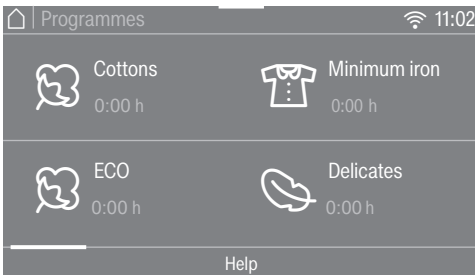 Programmes 11:02
Cottons Minimum iron
0:00 h 0:00 h
ECO Delicates
0:00 h 0:00 h
Help